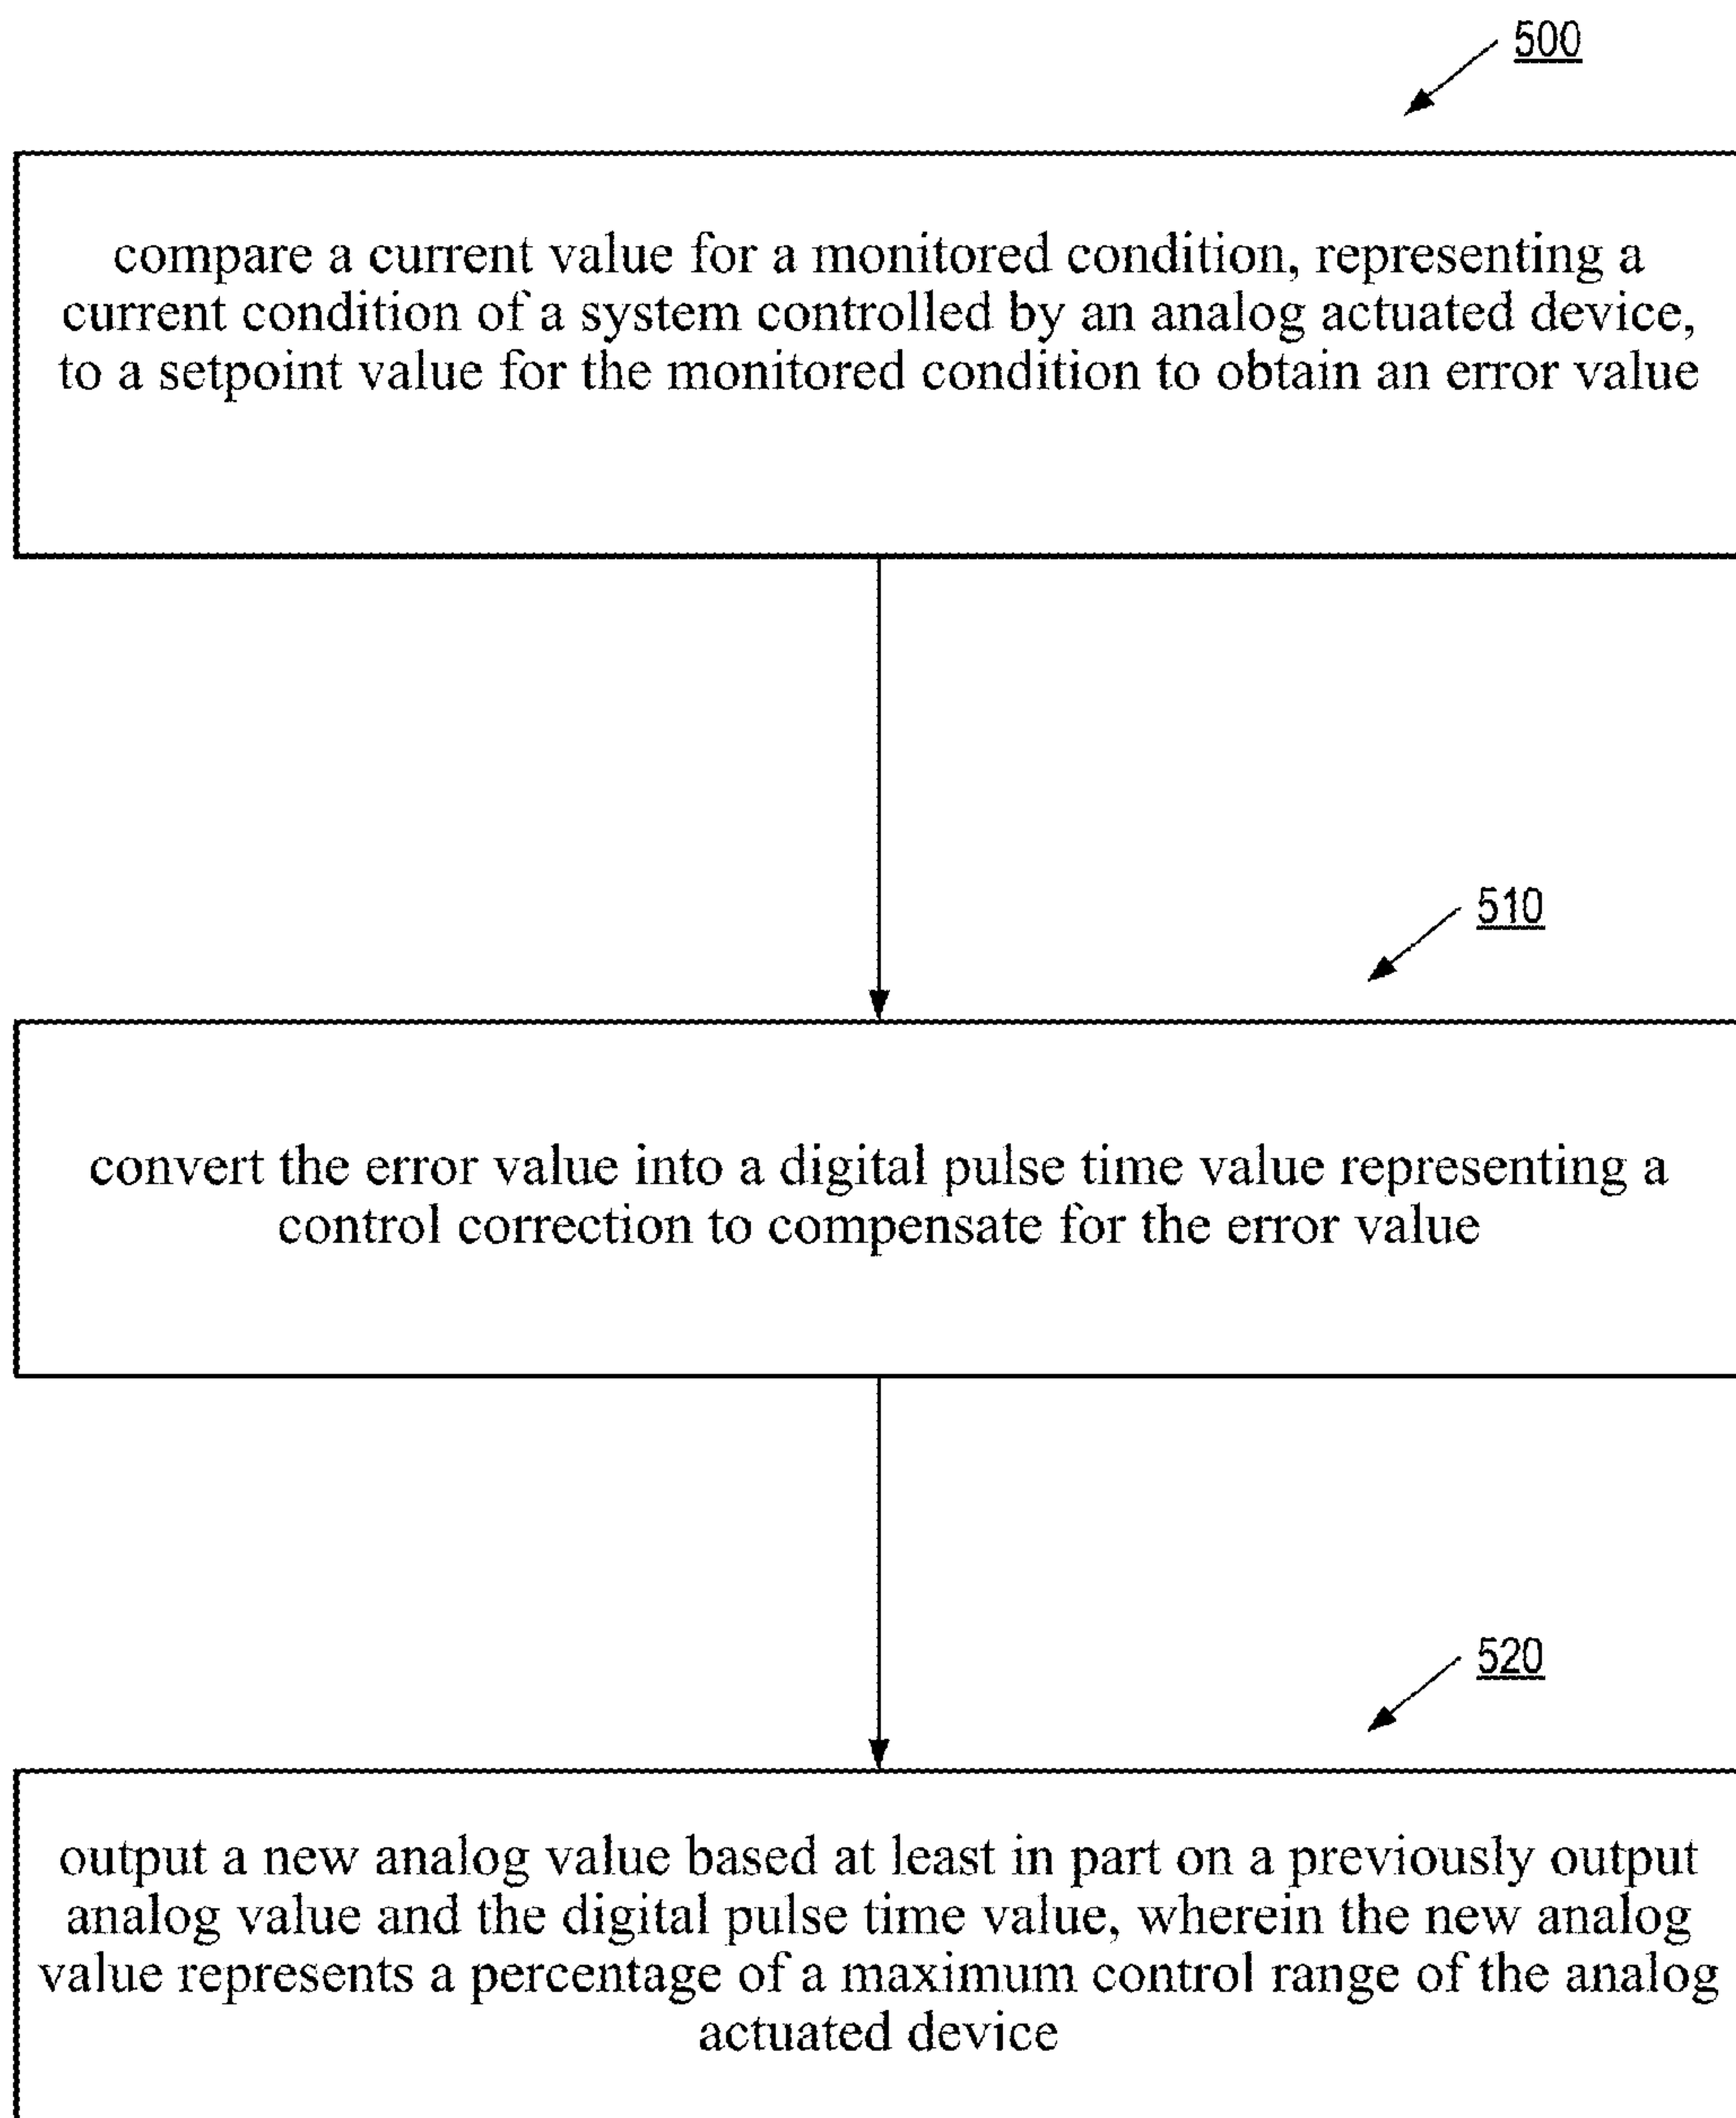 500
compare a current value for a monitored condition, representing a
current condition of a system controlled by an analog actuated device,
to a setpoint value for the monitored condition to obtain an error value
510
convert the error value into a digital pulse time value representing a
control correction to compensate for the error value
520
output a new analog value based at least in part on a previously output
analog value and the digital pulse time value, wherein the new analog
value represents a percentage of a maximum control range of the analog
actuated device